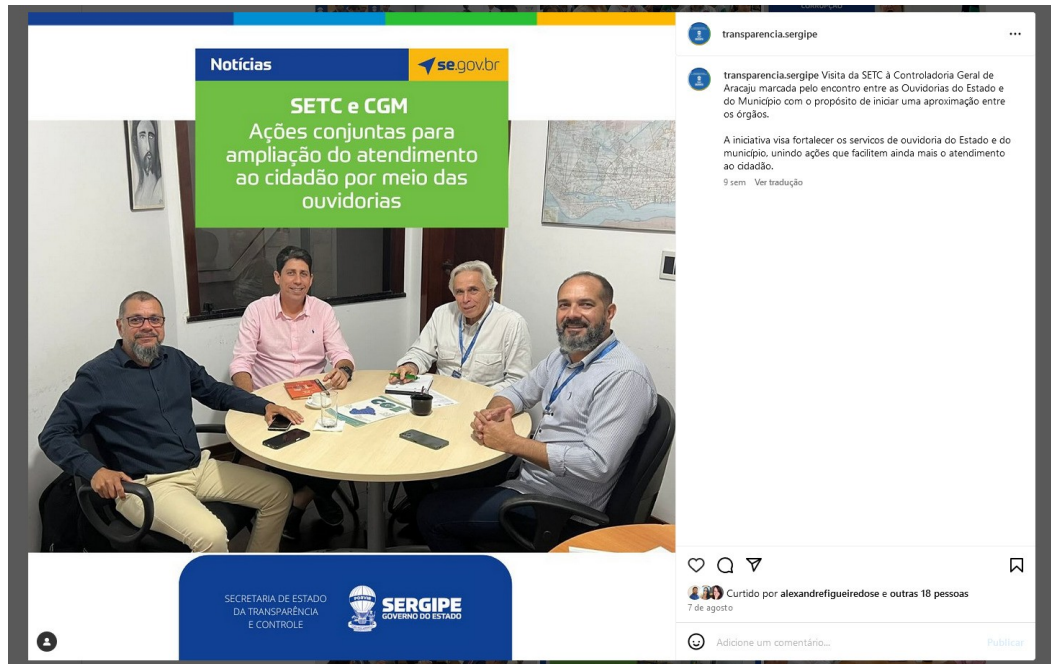 CORRUPÇÃO
Notícias
se.gov.br
SETC e CGM
Ações conjuntas para
ampliação do atendimento
ao cidadão por meio das
ouvidorias
CGE
SECRETARIA DE ESTADO
DA TRANSPARÊNCIA
E CONTROLE
SERGIPE
GOVERNO DO ESTADO
transparencia.sergipe
transparencia.sergipe Visita da SETC à Controladoria Geral de
Aracaju marcada pelo encontro entre as Ouvidorias do Estado e
do Município com o propósito de iniciar uma aproximação entre
os órgãos.
A iniciativa visa fortalecer os servicos de ouvidoria do Estado e do
município, unindo ações que facilitem ainda mais o atendimento
ao cidadão.
9 sem Ver tradução
Curtido por alexandrefigueiredose e outras 18 pessoas
7 de agosto
Adicione um comentário...
Publicar